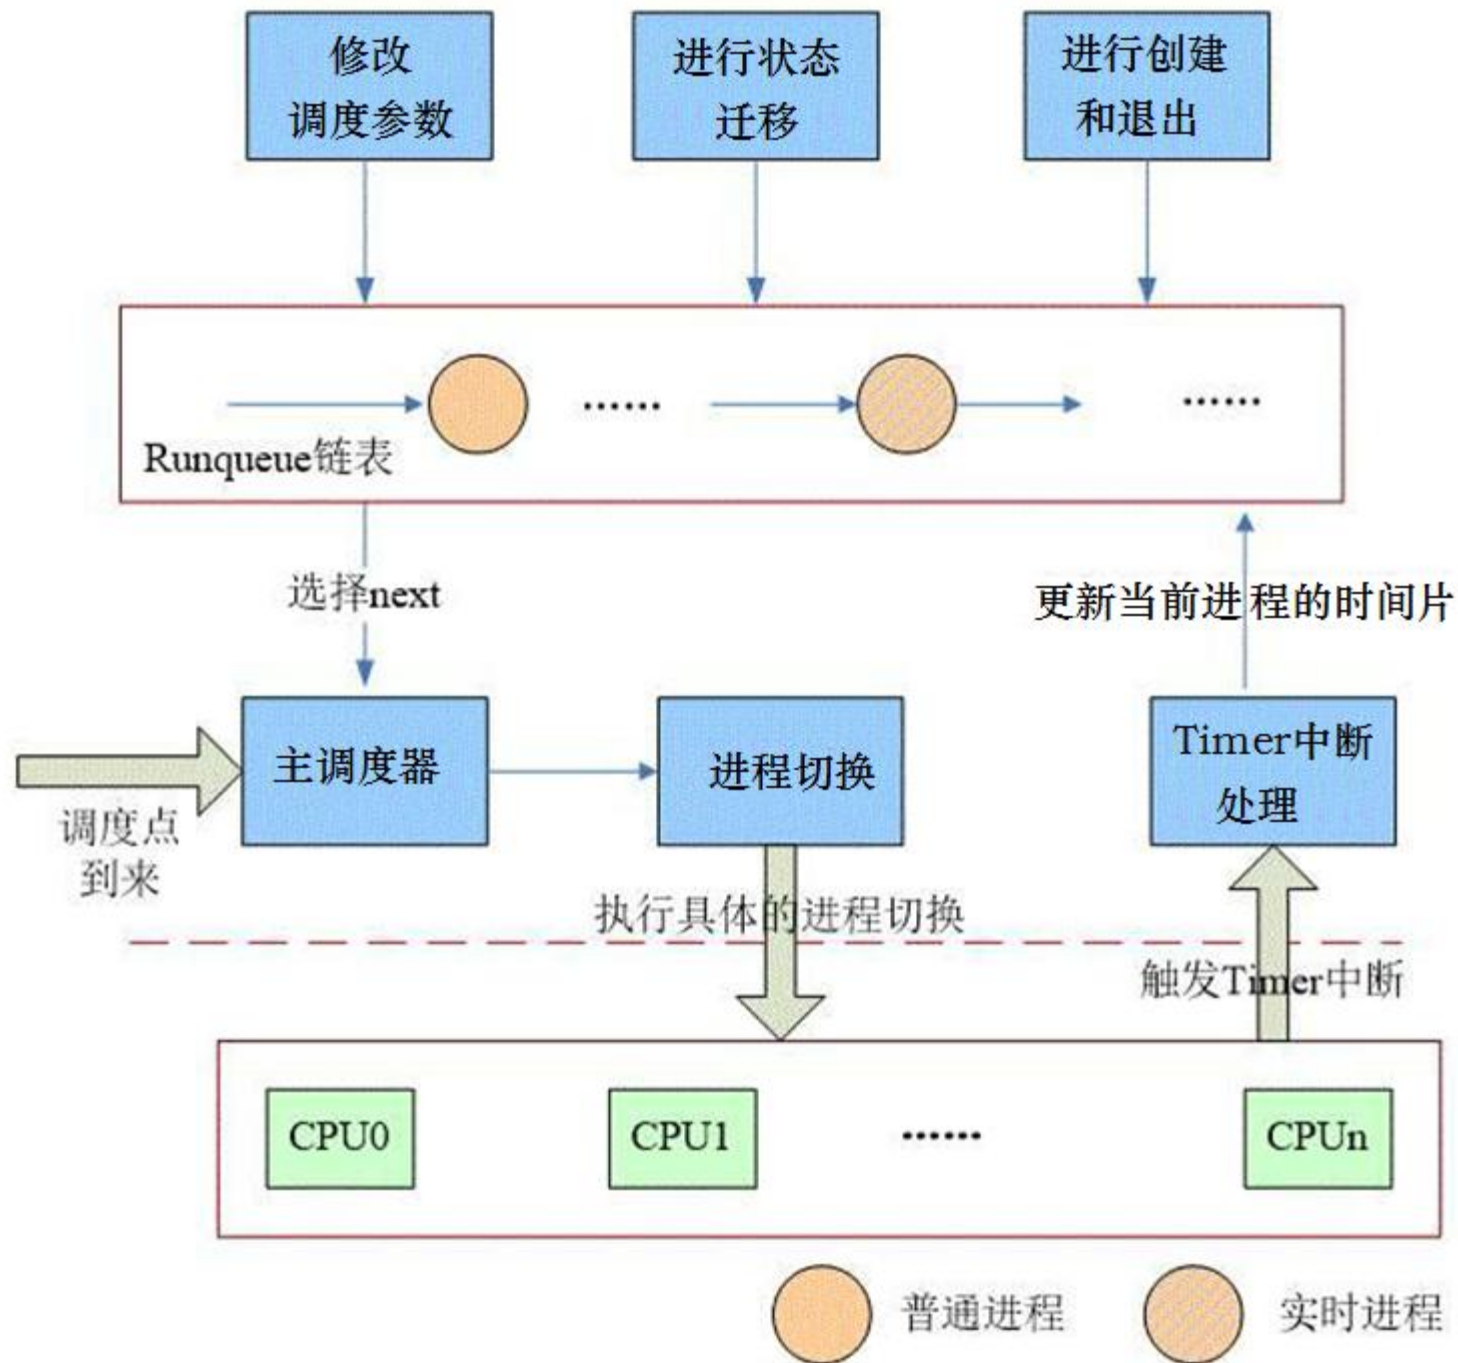 修改
调度参数
进行状态
迁移
进行创建
和退出
......
......
Runqueue链表
选择next
更新当前进程的时间片
主调度器
进程切换
Timer中断
处理
调度点
到来
执行具体的进程切换
触发Timer中断
CPU0
CPU1
......
CPUn
普通进程
实时进程